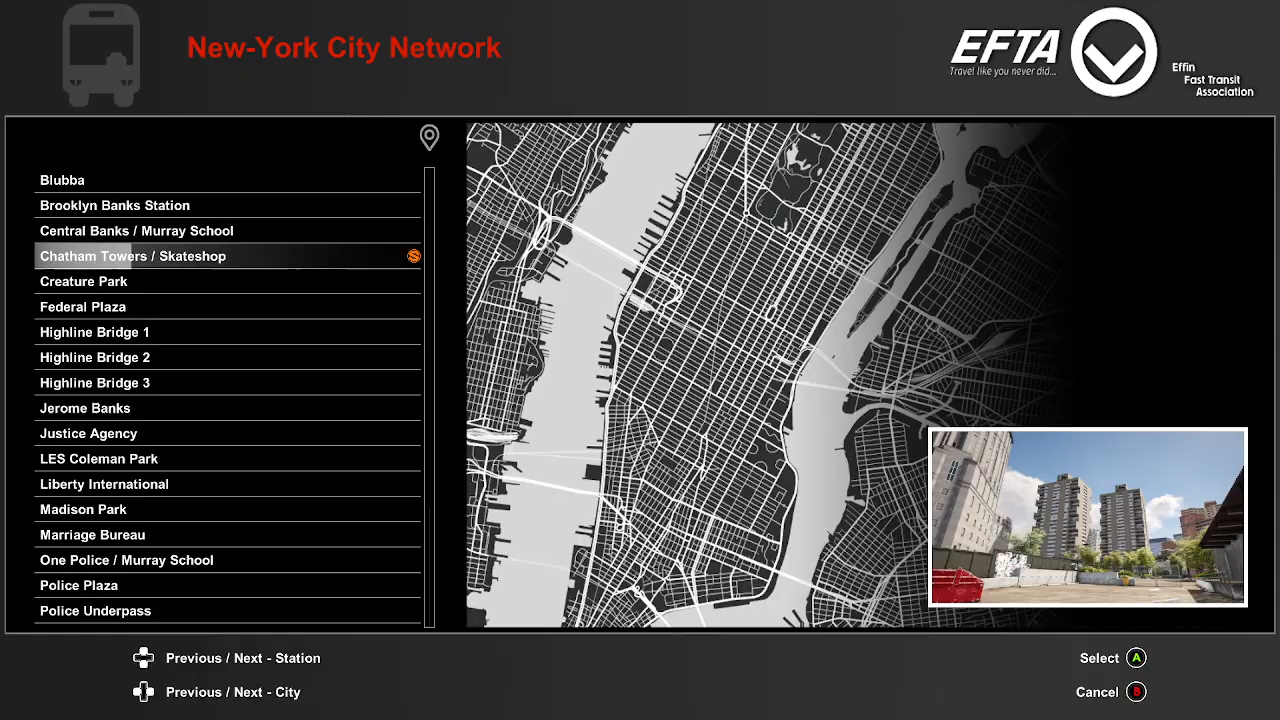 New-York City Network
EFTA
Travel like you never did...
Effin
Fast Transit
Association
Blubba
Brooklyn Banks Station
Central Banks / Murray School
Chatham Towers / Skateshop
S
Creature Park
Federal Plaza
Highline Bridge 1
Highline Bridge 2
Highline Bridge 3
Jerome Banks
Justice Agency
LES Coleman Park
Liberty International
Madison Park
Marriage Bureau
One Police / Murray School
Police Plaza
Police Underpass
Previous / Next - Station
Previous / Next - City
Select A
Cancel B